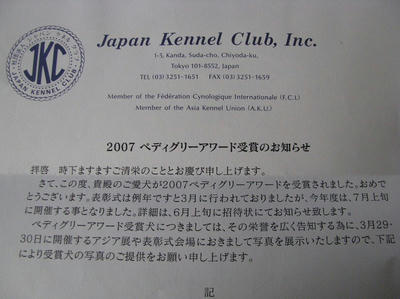 JKC
JAPAN KENNEL CLUB
Japan Kennel Club, Inc.
1-5, Kanda, Suda-cho, Chiyoda-ku,
Tokyo 101-8552, Japan
TEL (03) 3251-1651 FAX (03) 3251-1659
Member of the Fédération Cynologique Internationale (F.C.I.)
Member of the Asia Kennel Union (A.K.U.)
2007 ペディグリーアワード受賞のお知らせ
拝啓 時下ますますご清栄のこととお慶び申し上げます。
さて、この度、貴殿のご愛犬が2007ペディグリーアワードを受賞されました。おめで
とうございます。表彰式は例年ですと3月に行われておりましたが、今年度は、7月上旬
に開催する事となりました。詳細は、6月上旬に招待状にてお知らせ致します。
ペディグリーアワード受賞犬につきましては、その栄誉を広く告知する為に、3月29-
30日に開催するアジア展や表彰式会場におきまして写真を展示いたしますので、下記
により受賞犬の写真のご提供をお願い申し上げます。
記